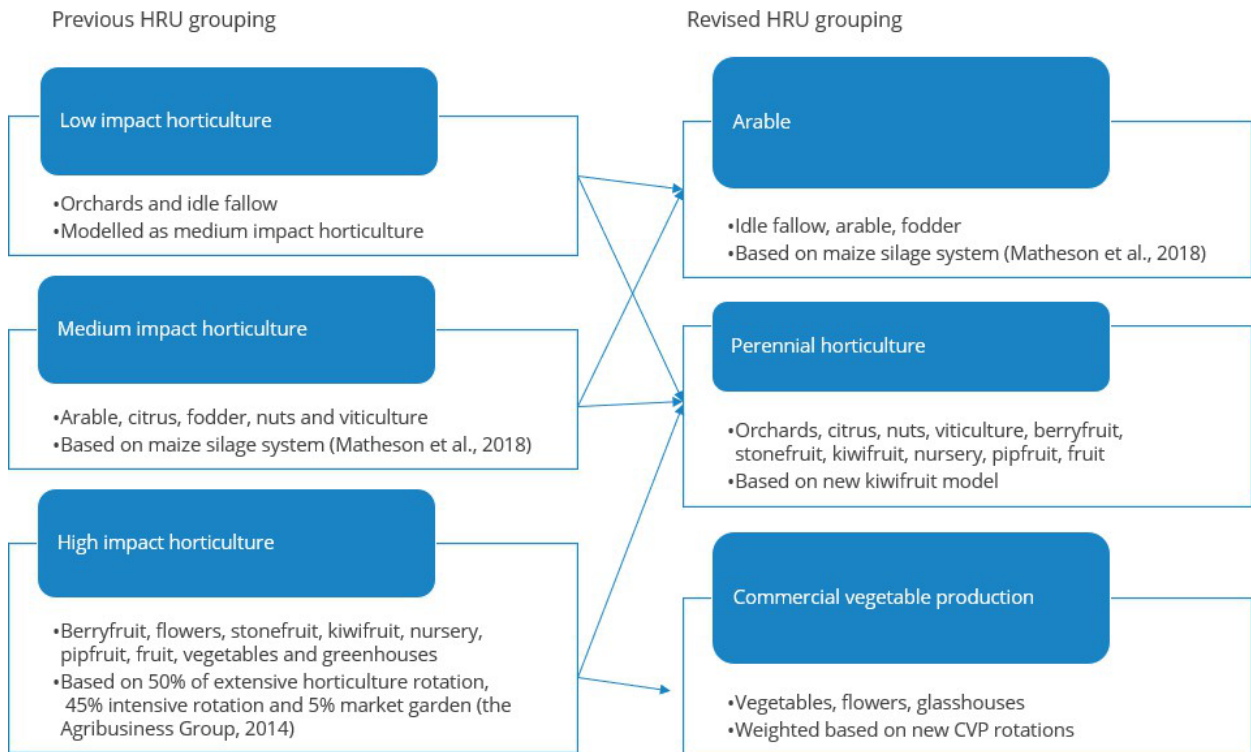 Previous HRU grouping
Low impact horticulture
•Orchards and idle fallow
•Modelled as medium impact horticulture
Medium impact horticulture
•Arable, citrus, fodder, nuts and viticulture
•Based on maize silage system (Matheson et al., 2018)
High impact horticulture
•Berryfruit, flowers, stonefruit, kiwifruit, nursery,
pipfruit, fruit, vegetables and greenhouses
•Based on 50% of extensive horticulture rotation,
45% intensive rotation and 5% market garden (the
Agribusiness Group, 2014)
Revised HRU grouping
Arable
•Idle fallow, arable, fodder
•Based on maize silage system (Matheson et al., 2018)
Perennial horticulture
•Orchards, citrus, nuts, viticulture, berryfruit,
stonefruit, kiwifruit, nursery, pipfruit, fruit
•Based on new kiwifruit model
Commercial vegetable production
•Vegetables, flowers, glasshouses
•Weighted based on new CVP rotations